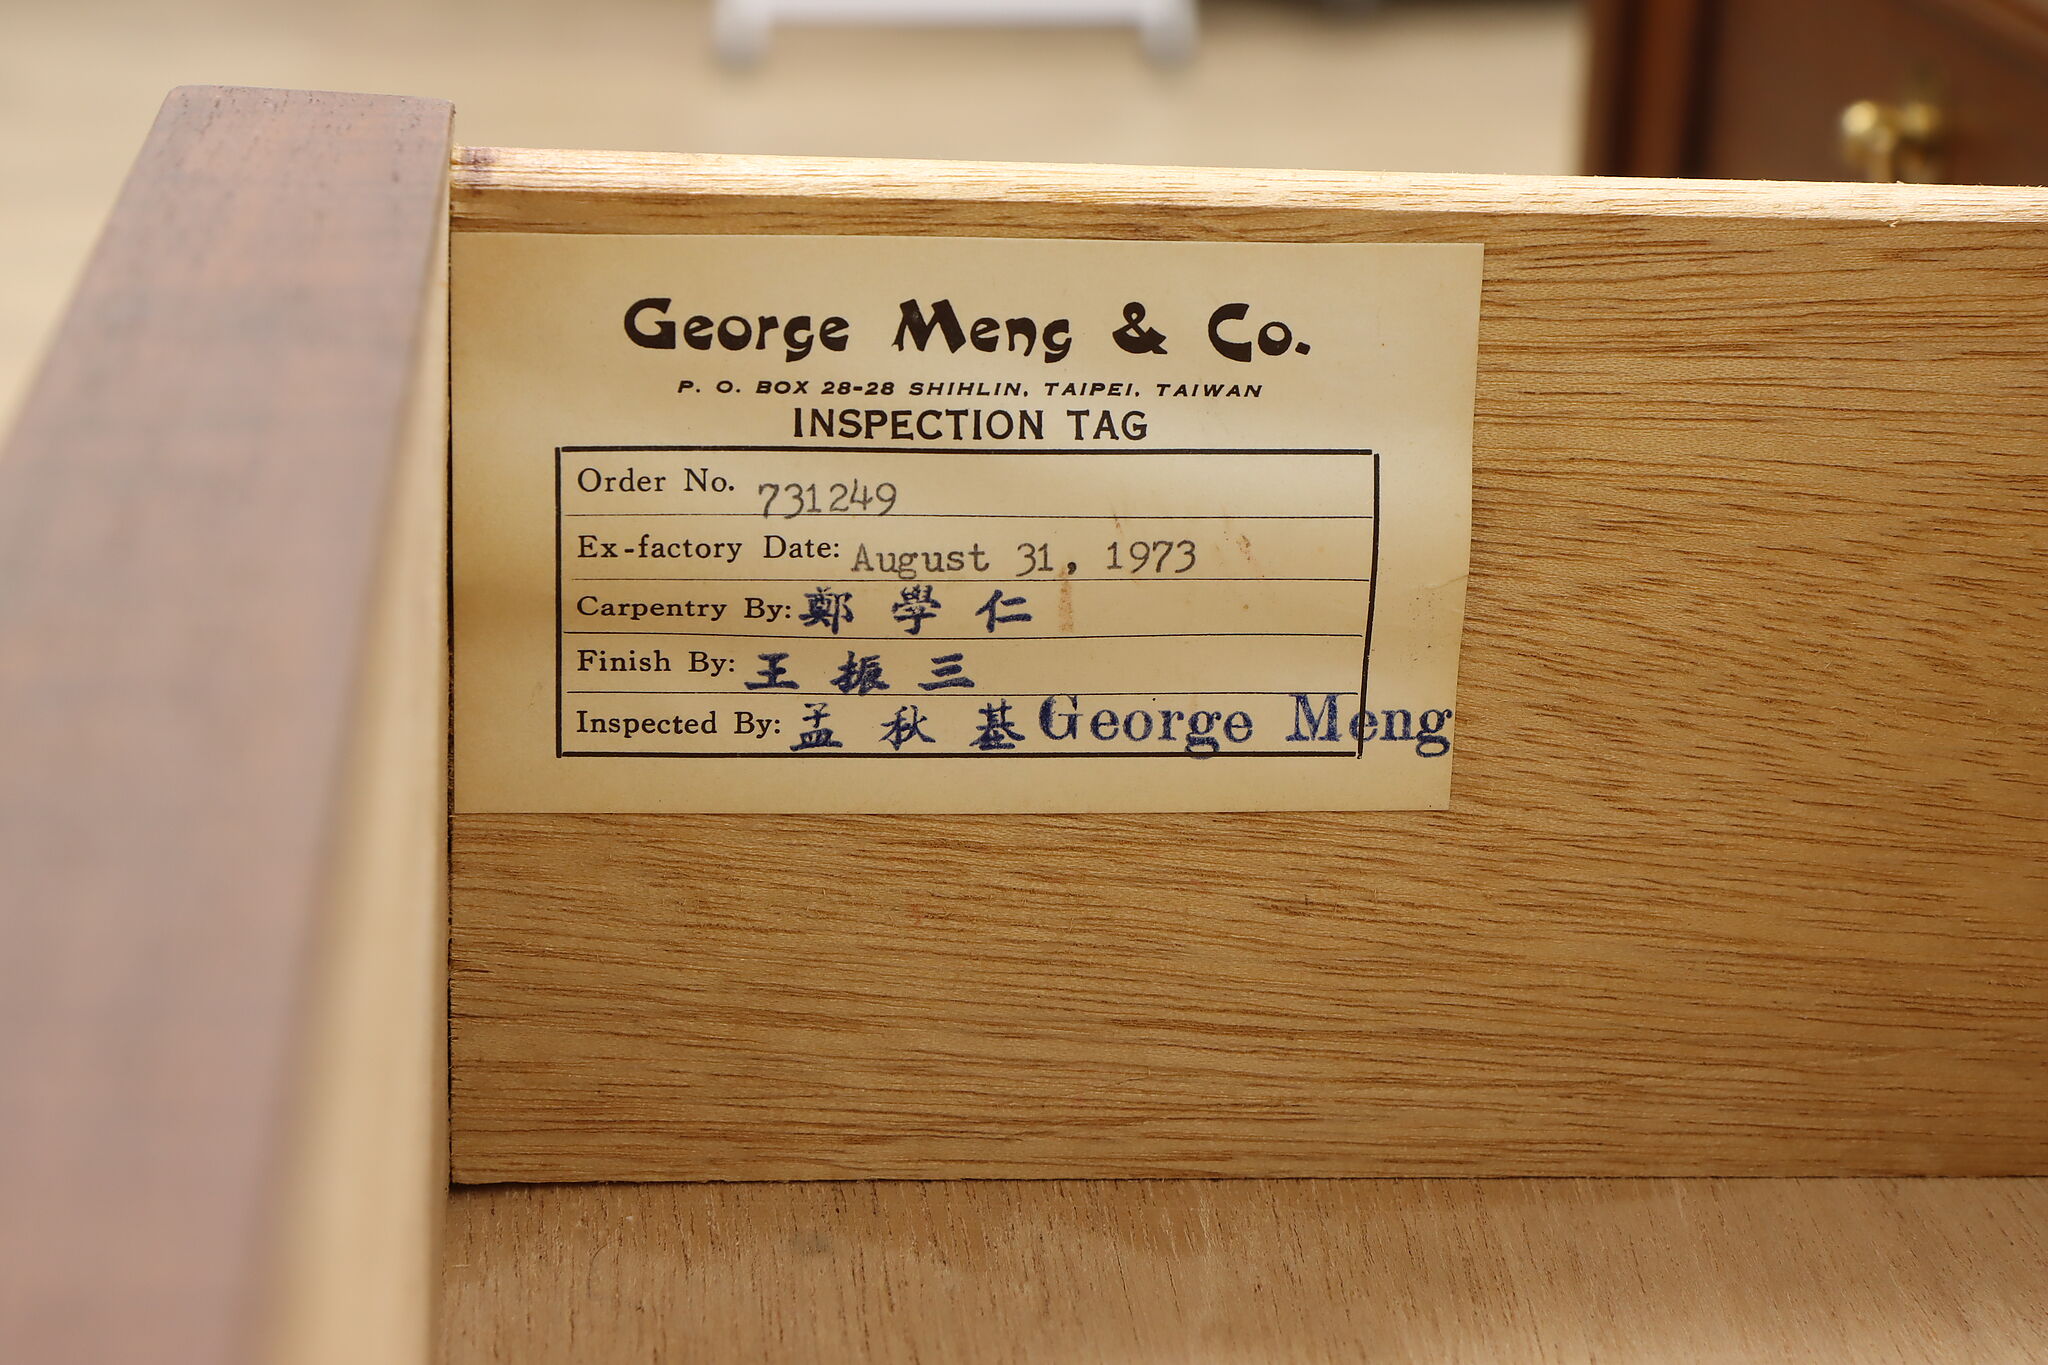 George Meng & Co.
P. O. BOX 28-28 SHIHLIN, TAIPEI, TAIWAN
INSPECTION TAG
Order No. 731249
Ex-factory Date: August 31, 1973
Carpentry By: 鄭學仁
Finish By: 王振三
Inspected By: 孟秋基 George Meng